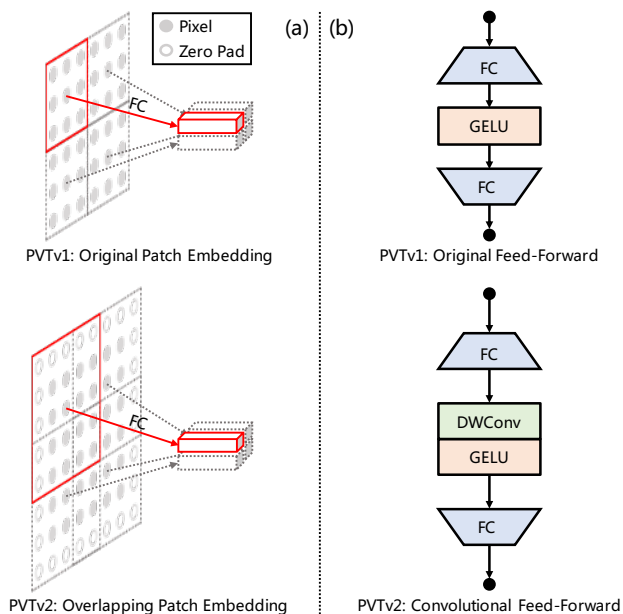 Pixel
Zero Pad
(a)
FC
PVTv1: Original Patch Embedding
FC
PVTv2: Overlapping Patch Embedding
(b)
FC
GELU
FC
PVTv1: Original Feed-Forward
FC
DWConv
GELU
FC
PVTv2: Convolutional Feed-Forward